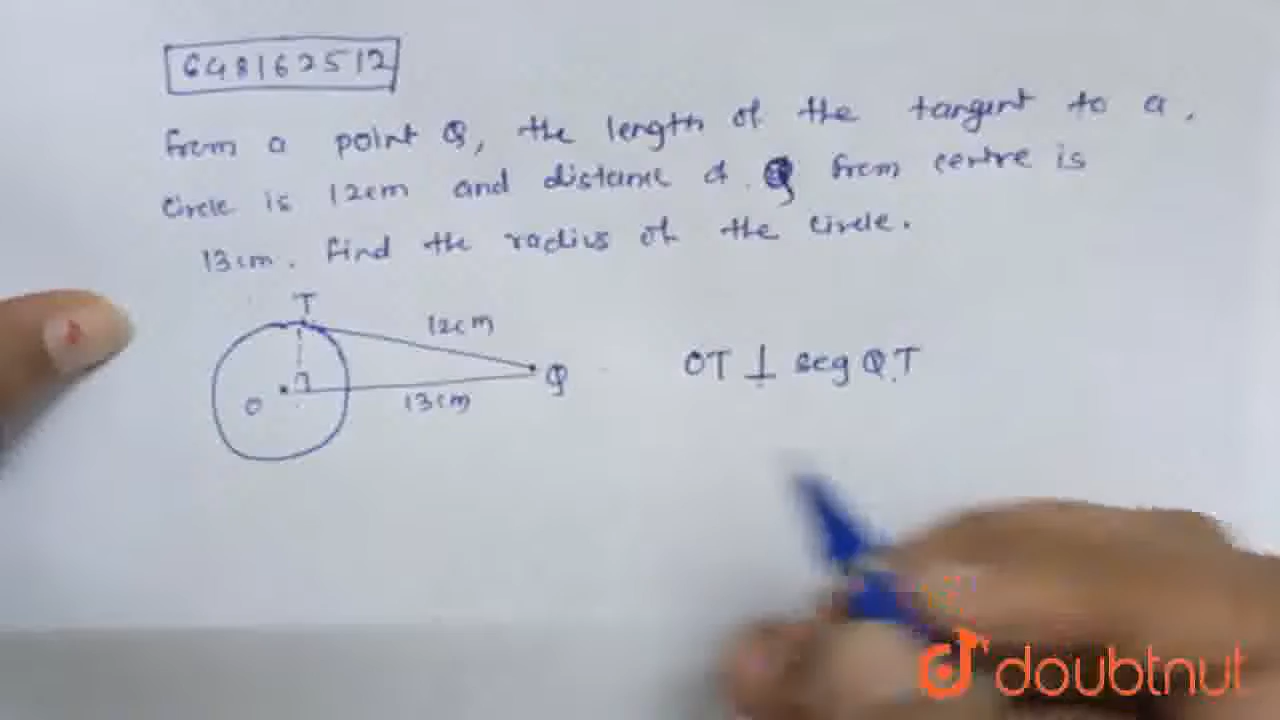 648162512
From a point Q, the length of the tangent to a
circle is 12cm and distance of Q from centre is
13cm. Find the radius of the circle.
T
12cm
Q
OT ⊥ seg QT
O
13cm
doubtnut